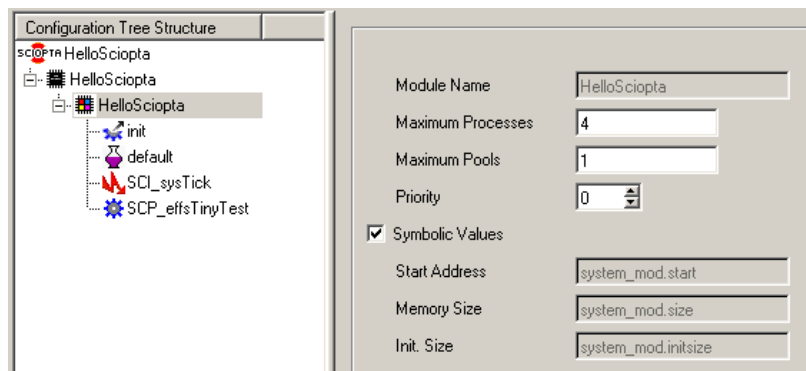 Configuration Tree Structure
SCIOPTA HelloSciopta
HelloSciopta
HelloSciopta
init
default
SCI_sysTick
SCP_effsTinyTest
Module Name HelloSciopta
Maximum Processes 4
Maximum Pools 1
Priority 0
Symbolic Values
Start Address system_mod.start
Memory Size system_mod.size
Init. Size system_mod.initsize